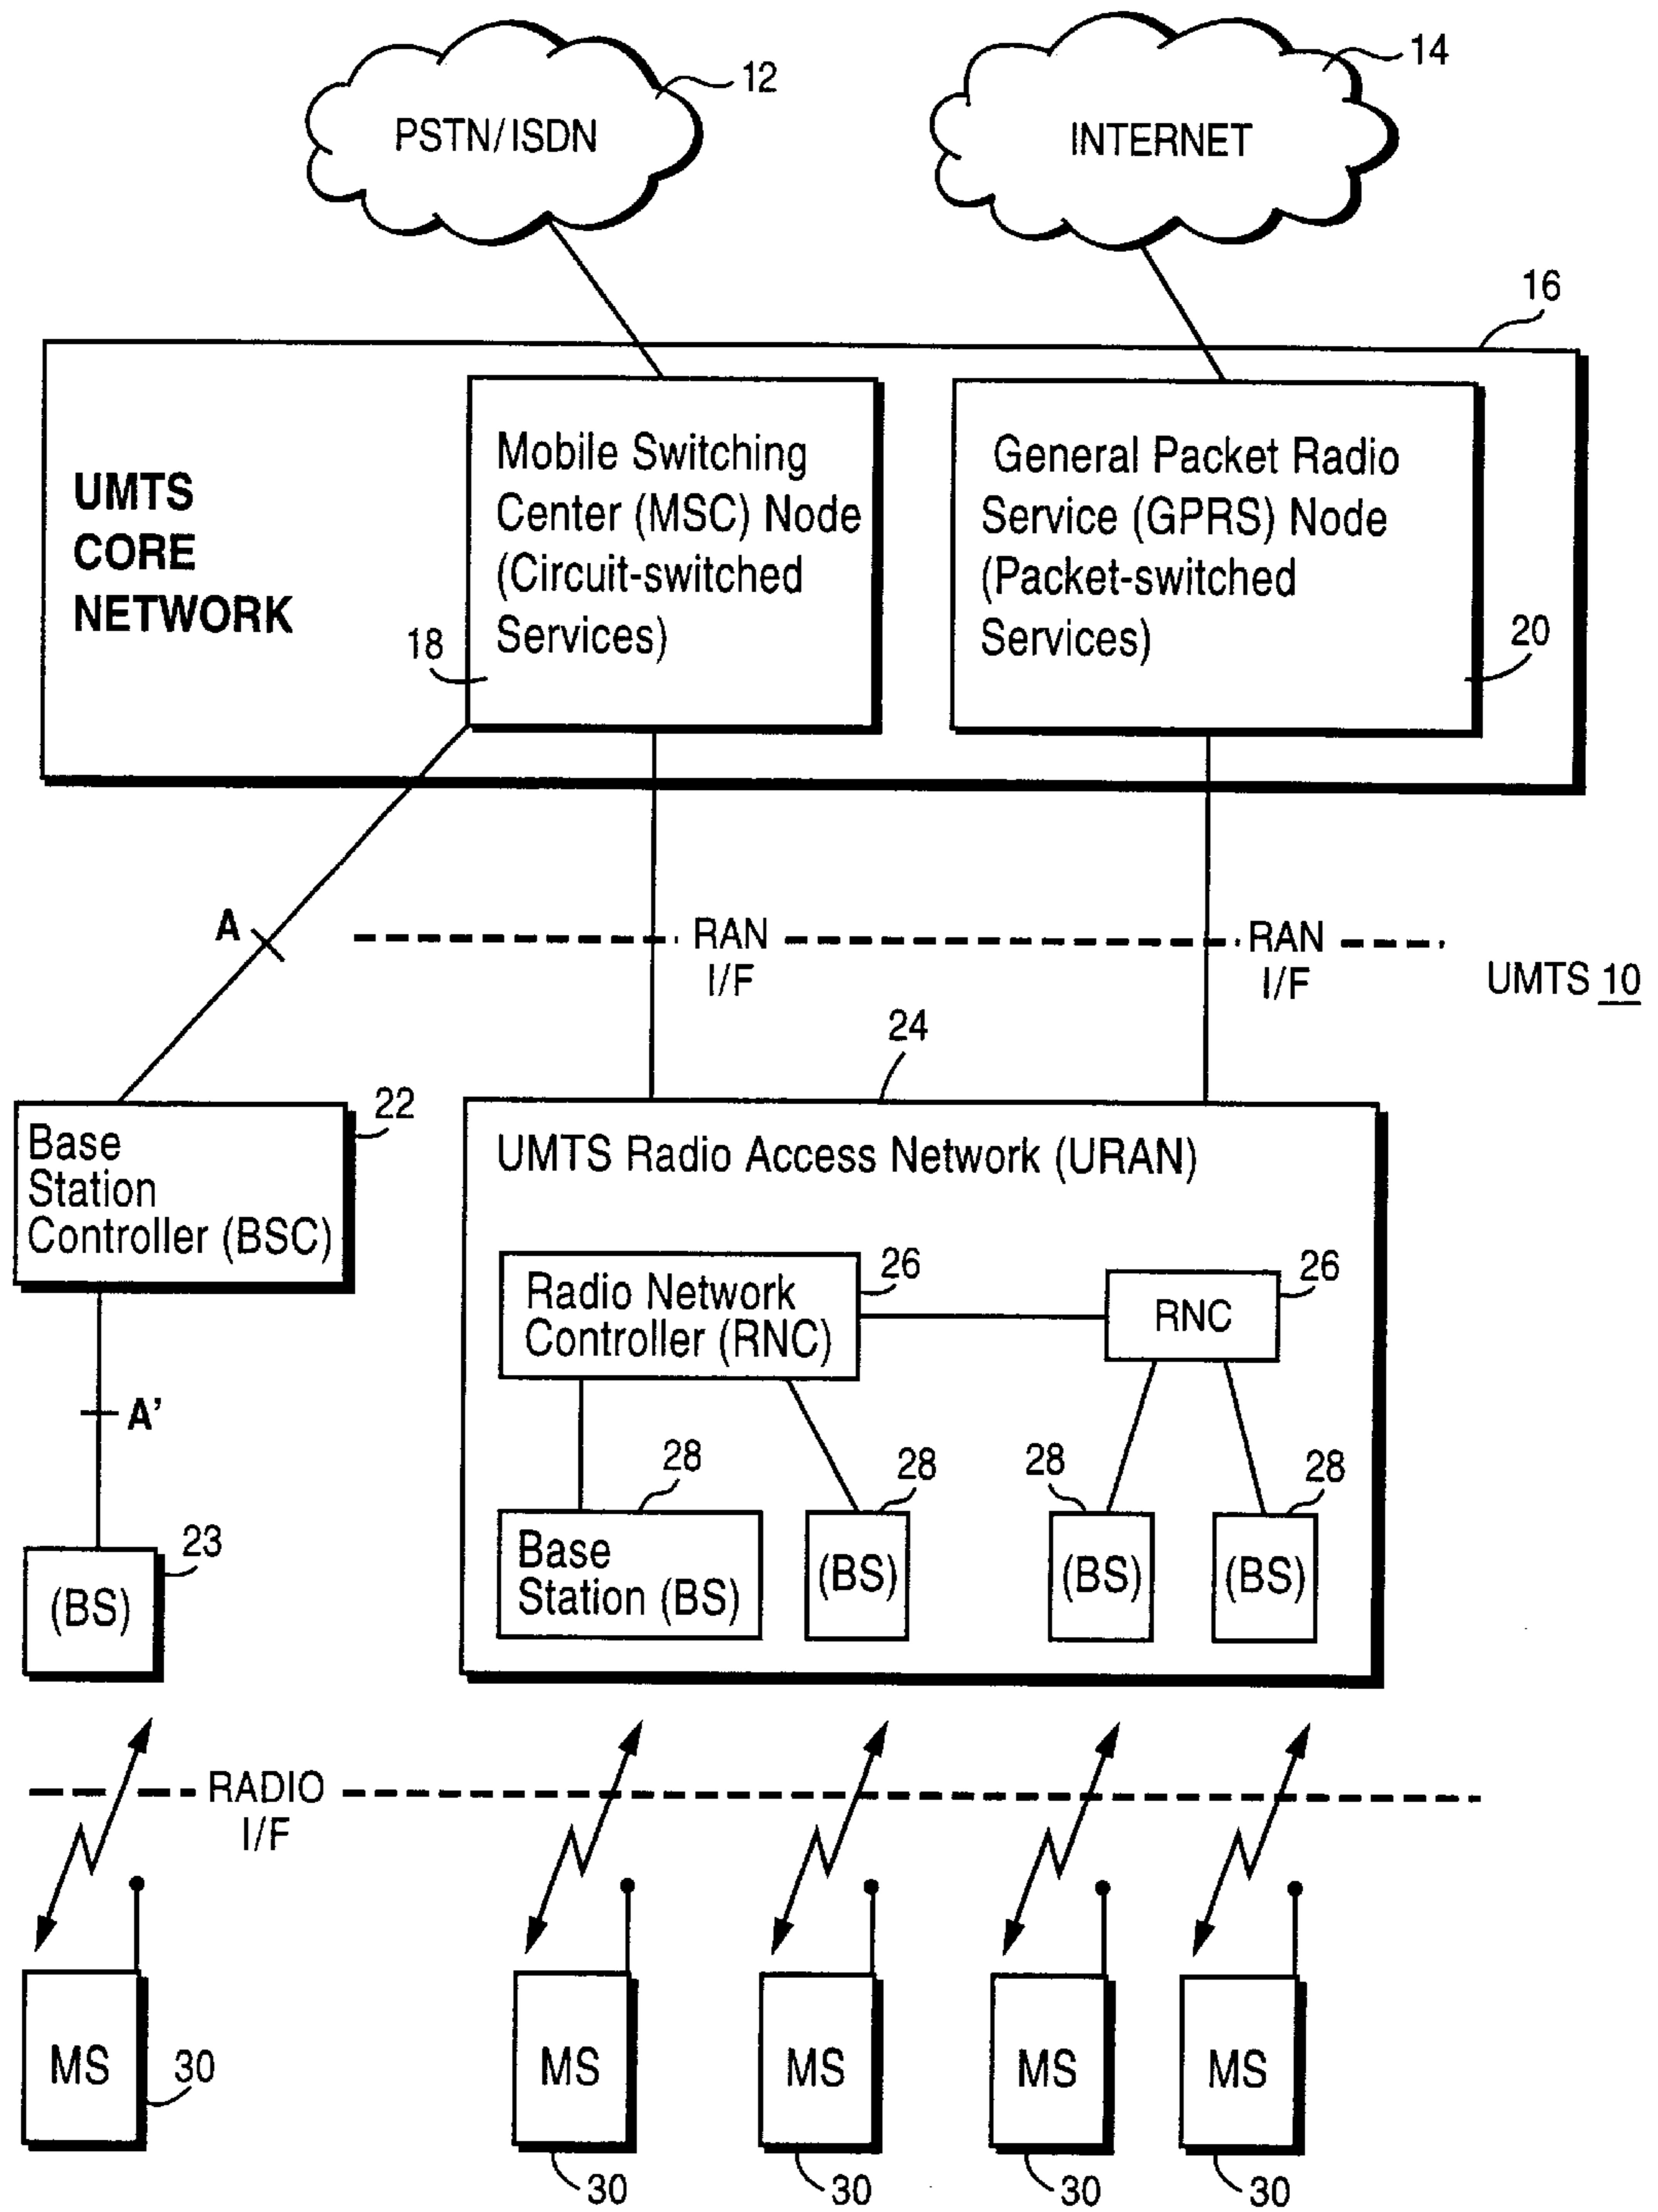 12
14
PSTN/ISDN
INTERNET
16
UMTS
CORE
NETWORK
Mobile Switching
Center (MSC) Node
(Circuit-switched
Services)
18
General Packet Radio
Service (GPRS) Node
(Packet-switched
Services)
20
A
RAN
I/F
RAN
I/F
UMTS 10
24
22
Base
Station
Controller (BSC)
UMTS Radio Access Network (URAN)
26
Radio Network
Controller (RNC)
26
RNC
A'
28
28
28
28
23
(BS)
Base
Station (BS)
(BS)
(BS)
(BS)
RADIO
I/F
MS
30
MS
MS
MS
MS
30
30
30
30